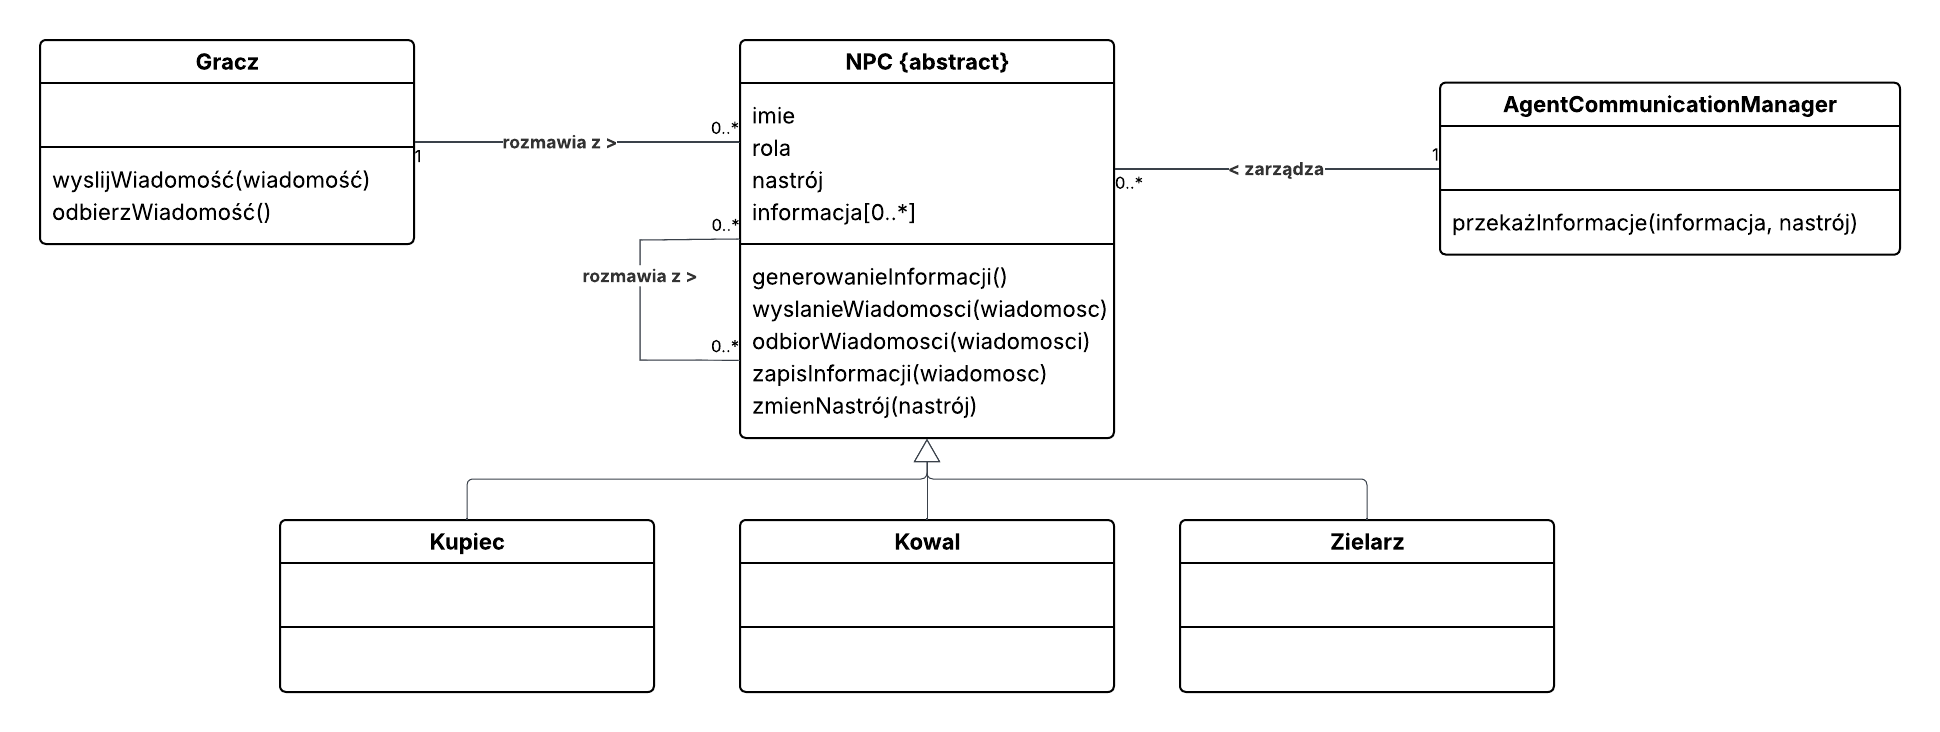 Gracz
wyslijWiadomość(wiadomość)
odbierzWiadomość()
1
rozmawia z >
0..*
NPC {abstract}
imie
rola
nastrój
informacja[0..*]
generowanieInformacji()
wyslanieWiadomosci(wiadomosc)
odbiorWiadomosci(wiadomosci)
zapisInformacji(wiadomosc)
zmienNastrój(nastrój)
0..*
rozmawia z >
0..*
0..*
< zarządza
1
AgentCommunicationManager
przekażInformacje(informacja, nastrój)
Kupiec
Kowal
Zielarz